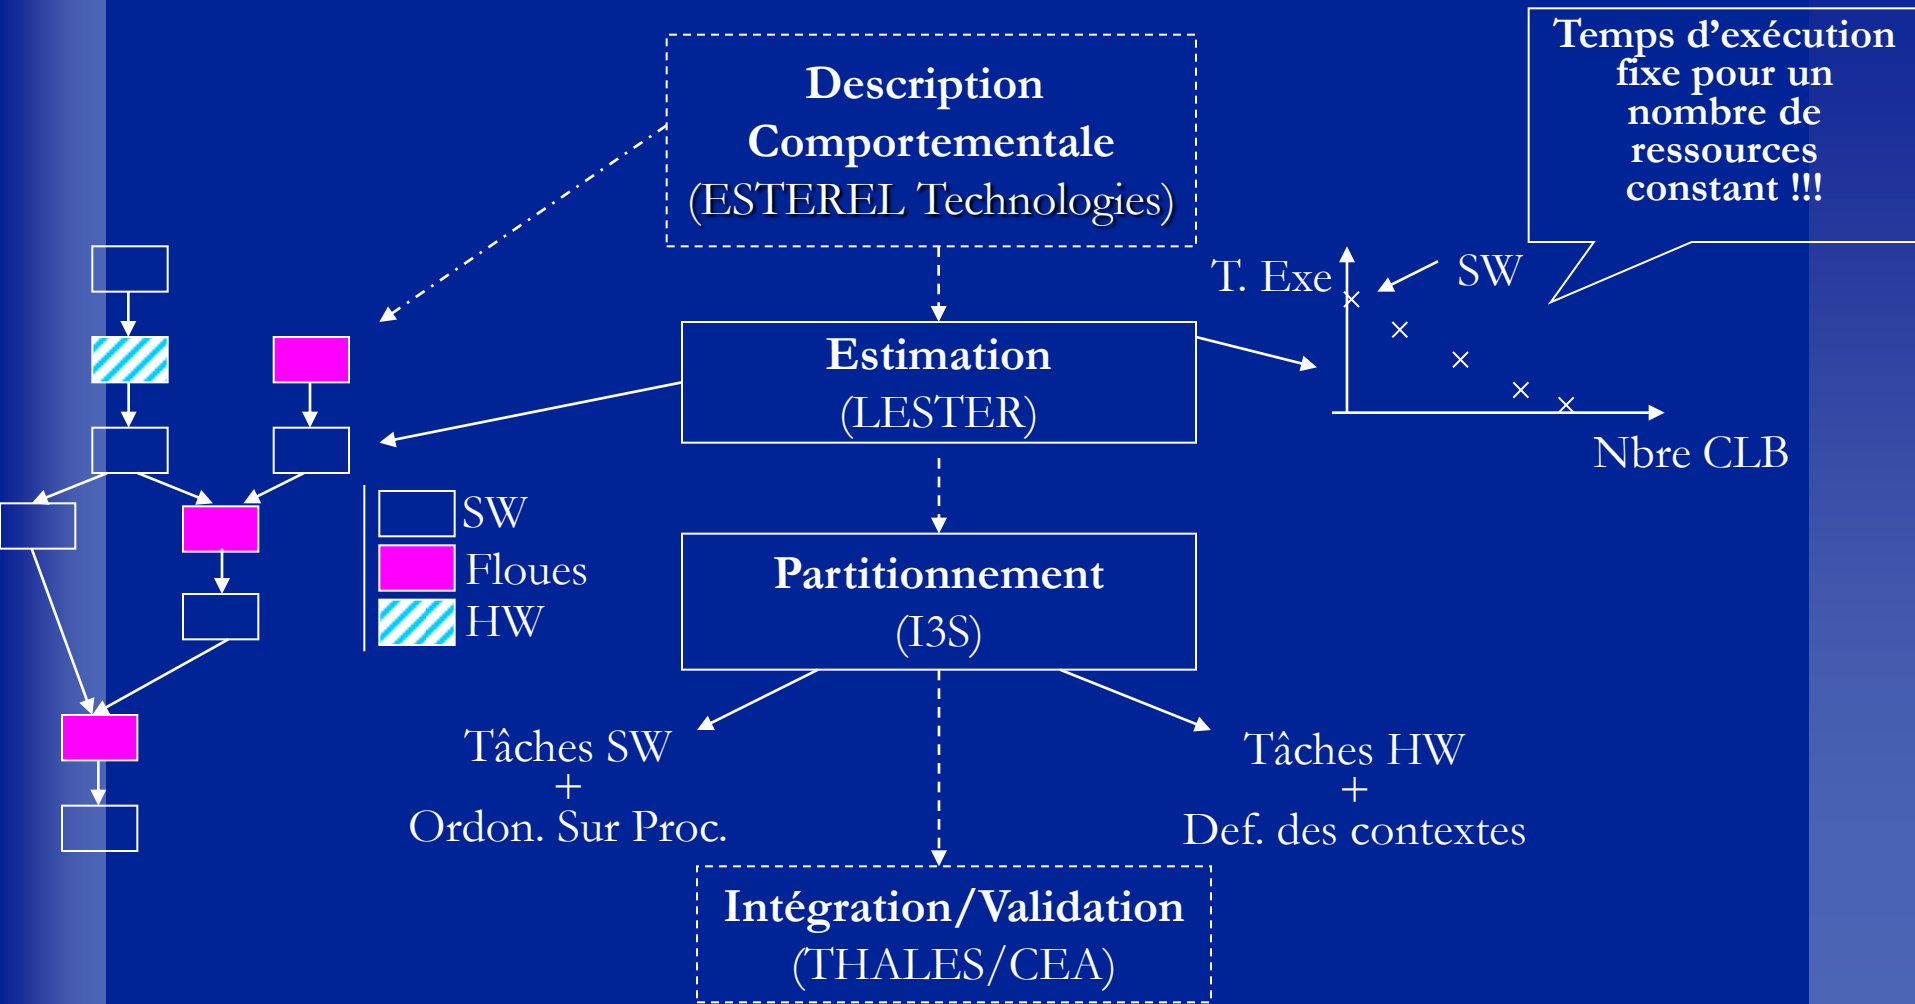 Description
Comportementale
(ESTEREL Technologies)
Temps d’exécution
fixe pour un
nombre de
ressources
constant !!!
T. Exe
SW
Nbre CLB
Estimation
(LESTER)
SW
Floues
HW
Partitionnement
(I3S)
Tâches SW
+
Ordon. Sur Proc.
Tâches HW
+
Def. des contextes
Intégration/Validation
(THALES/CEA)